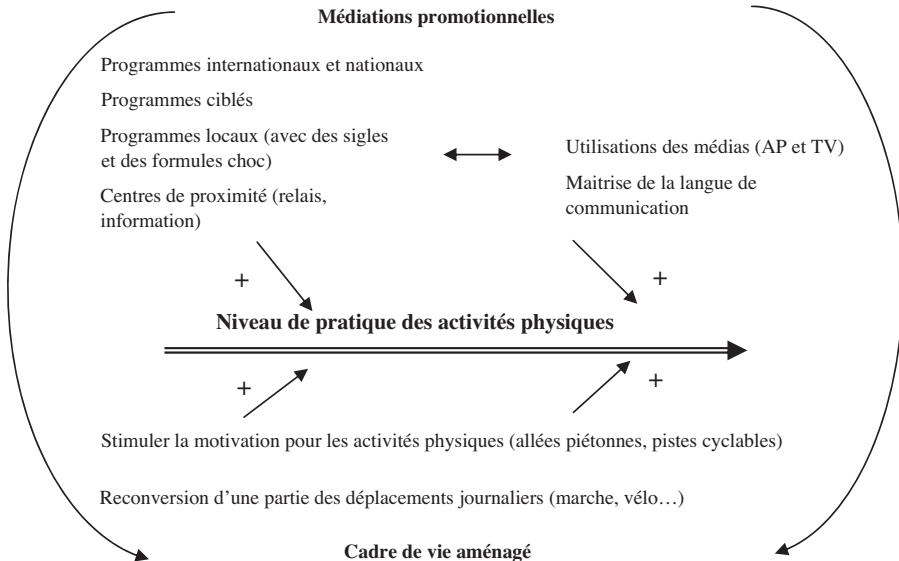 Médiations promotionnelles
Programmes internationaux et nationaux
Programmes ciblés
Programmes locaux (avec des sigles
et des formules choc)
Centres de proximité (relais,
information)
Utilisations des médias (AP et TV)
Maitrise de la langue de
communication
+
+
Niveau de pratique des activités physiques
+
+
Stimuler la motivation pour les activités physiques (allées piétonnes, pistes cyclables)
Reconversion d’une partie des déplacements journaliers (marche, vélo…)
Cadre de vie aménagé